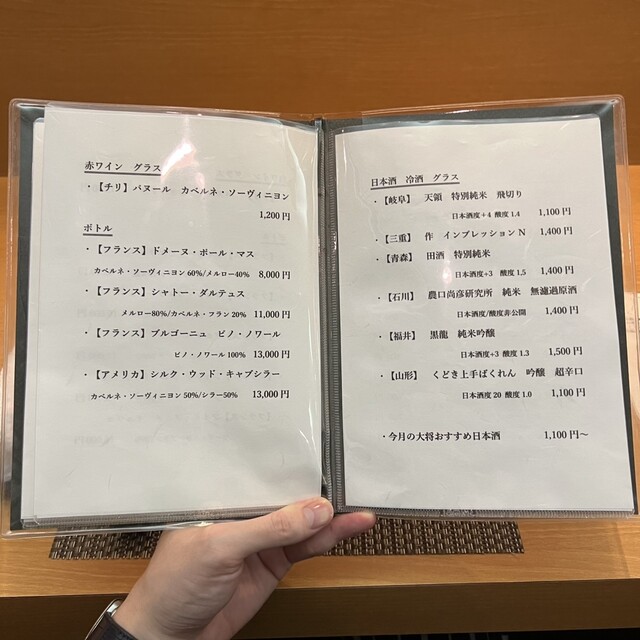 赤ワイン グラス
・【チリ】パヌール カベルネ・ソーヴィニヨン
1,200円
ボトル
・【フランス】ドメーヌ・ポール・マス
カベルネ・ソーヴィニヨン 60%/メルロー40% 8,000円
・【フランス】シャトー・ダルテュス
メルロー80%/カベルネ・フラン 20% 11,000円
・【フランス】ブルゴーニュ ピノ・ノワール
ピノ・ノワール 100% 13,000円
・【アメリカ】シルク・ウッド・キャブシラー
カベルネ・ソーヴィニヨン 50%/シラー50% 13,000円
日本酒 冷酒 グラス
・【岐阜】 天領 特別純米 飛切り
日本酒度+4 酸度 1.4 1,100円
・【三重】 作 インプレッション N 1,400円
・【青森】 田酒 特別純米
日本酒度+3 酸度 1,5 1,400円
・【石川】 農口尚彦研究所 純米 無濾過原酒
日本酒度/酸度非公開 1,400円
・【福井】 黒龍 純米吟醸
日本酒度+3 酸度 1.3 1,500円
・【山形】 くどき上手ばくれん 吟醸 超辛口
日本酒度 20 酸度 1.0 1,100円
・今月の大将おすすめ日本酒 1,100円～